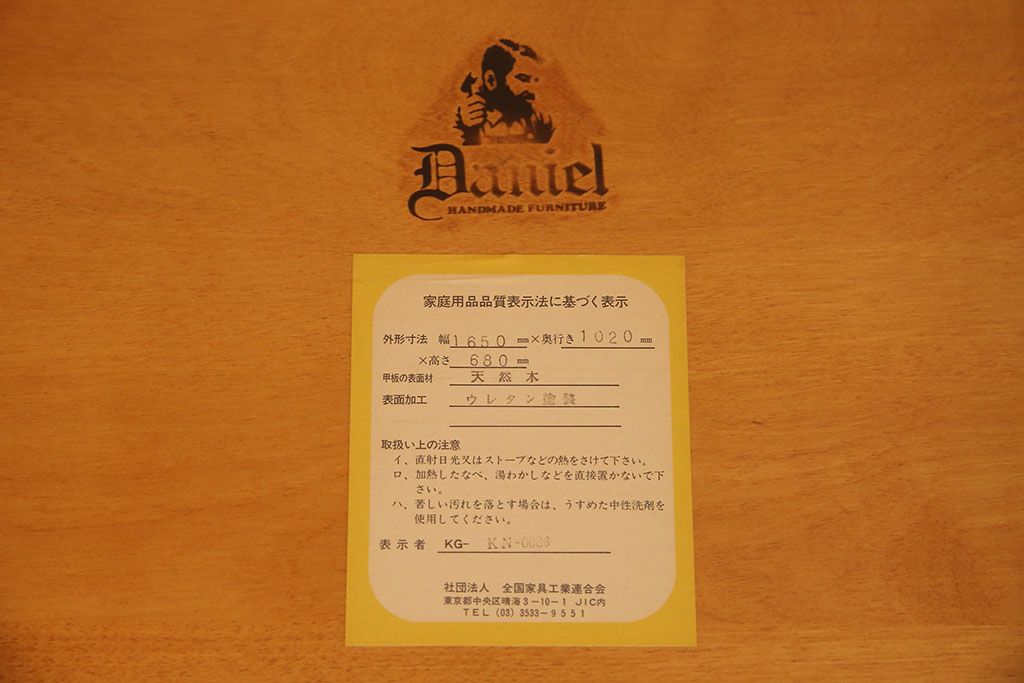 Daniel
HANDMADE FURNITURE
家庭用品品質表示法に基づく表示
外形寸法 幅 1650 mm×奥行き 1020 mm
×高さ 680 mm
甲板の表面材 天然木
表面加工 ウレタン塗装
取扱い上の注意
イ、直射日光又はストーブなどの熱をさけて下さい。
ロ、加熱したなべ、湯わかしなどを直接置かないで下
さい。
ハ、著しい汚れを落とす場合は、うすめた中性洗剤を
使用してください。
表示者 KG- KN-0086
社団法人 全国家具工業連合会
東京都中央区晴海3-10-1 JIC内
TEL (03) 3533-9551